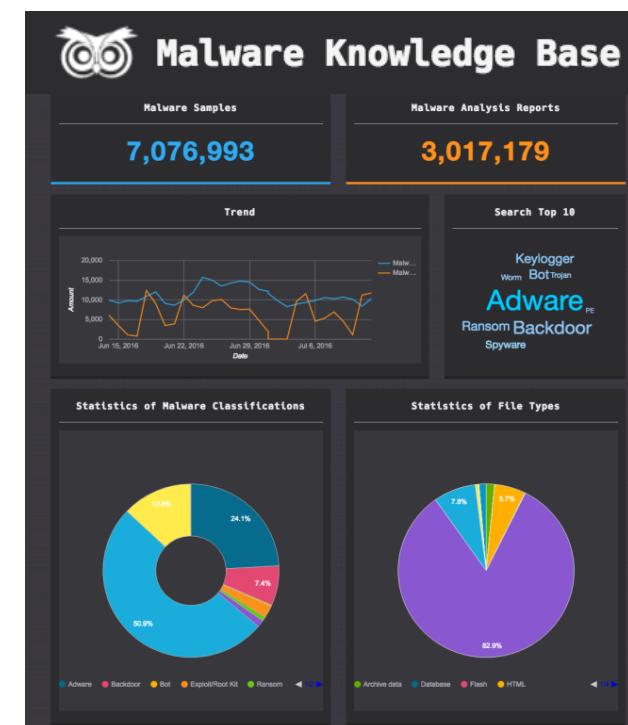 Malware Knowledge Base
Malware Samples
Malware Analysis Reports
7,076,993
3,017,179
Trend
Search Top 10
20,000
15,000
10,000
5,000
0
Amount
Jun 15, 2016
Jun 22, 2016
Jun 29, 2016
Jul 6, 2016
Date
Malw...
Malw...
Keylogger
Worm Bot Trojan
Adware PE
Ransom Backdoor
Spyware
Statistics of Malware Classifications
Statistics of File Types
24.1%
7.4%
50.9%
7.8%
5.7%
82.9%
Adware Backdoor Bot Exploit/Root Kit Ransom
Archive data Database Flash HTML